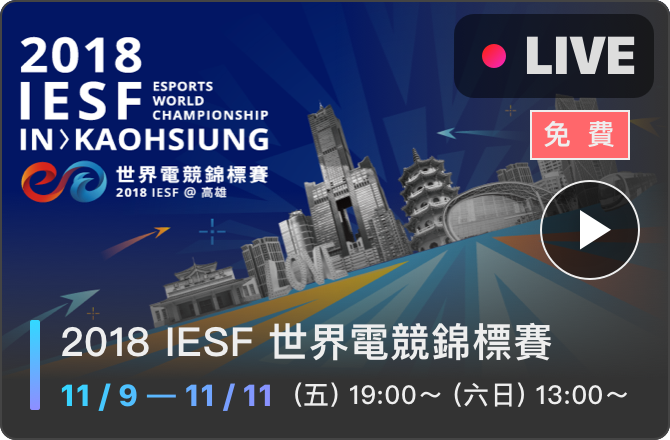 LIVE
2018
IESF ESPORTS WORLD CHAMPIONSHIP
IN>KAOHSIUNG
世界電競錦標賽
2018 IESF @ 高雄
免費
LOVE
2018 IESF 世界電競錦標賽
11 / 9 — 11 / 11 (五) 19:00～ (六日) 13:00～